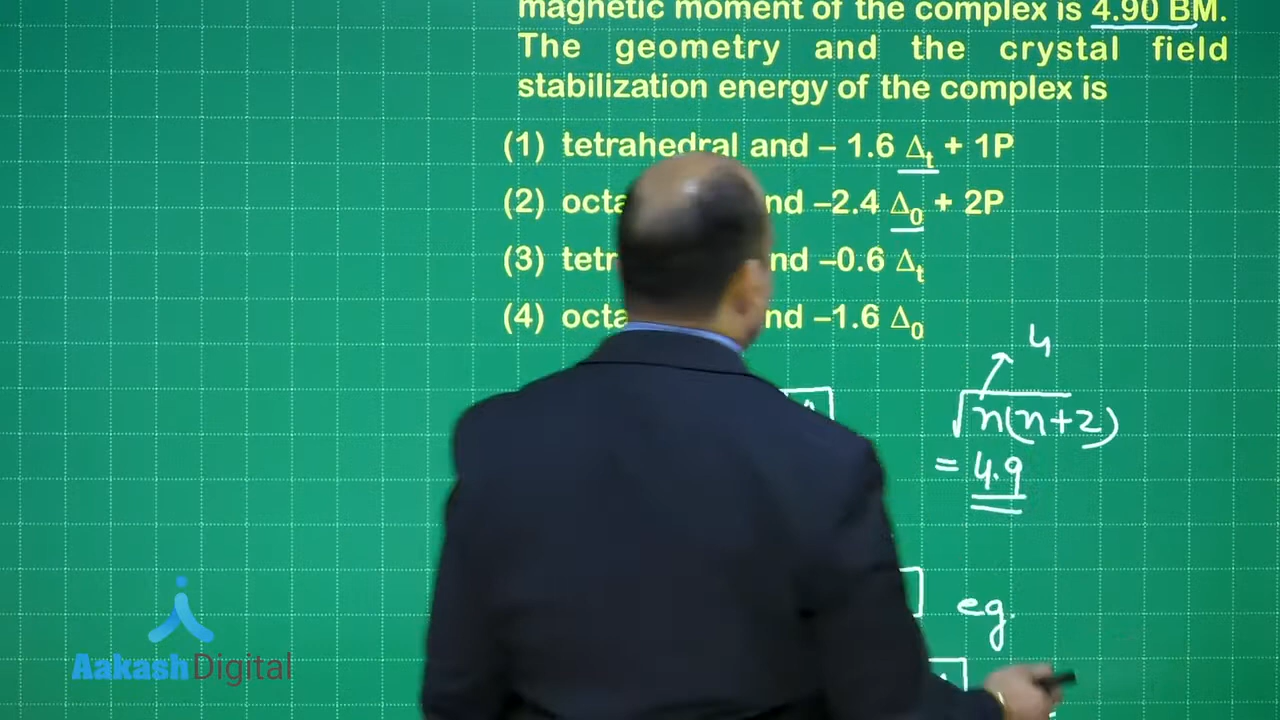 magnetic moment of the complex is 4.90 BM.
The geometry and the crystal field
stabilization energy of the complex is
(1) tetrahedral and – 1.6 Δt + 1P
(2) octa nd –2.4 Δ0 + 2P
(3) tetr nd –0.6 Δt
(4) octa nd –1.6 Δ0
4
√n(n+2)
= 4.9
eg.
Aakash Digital